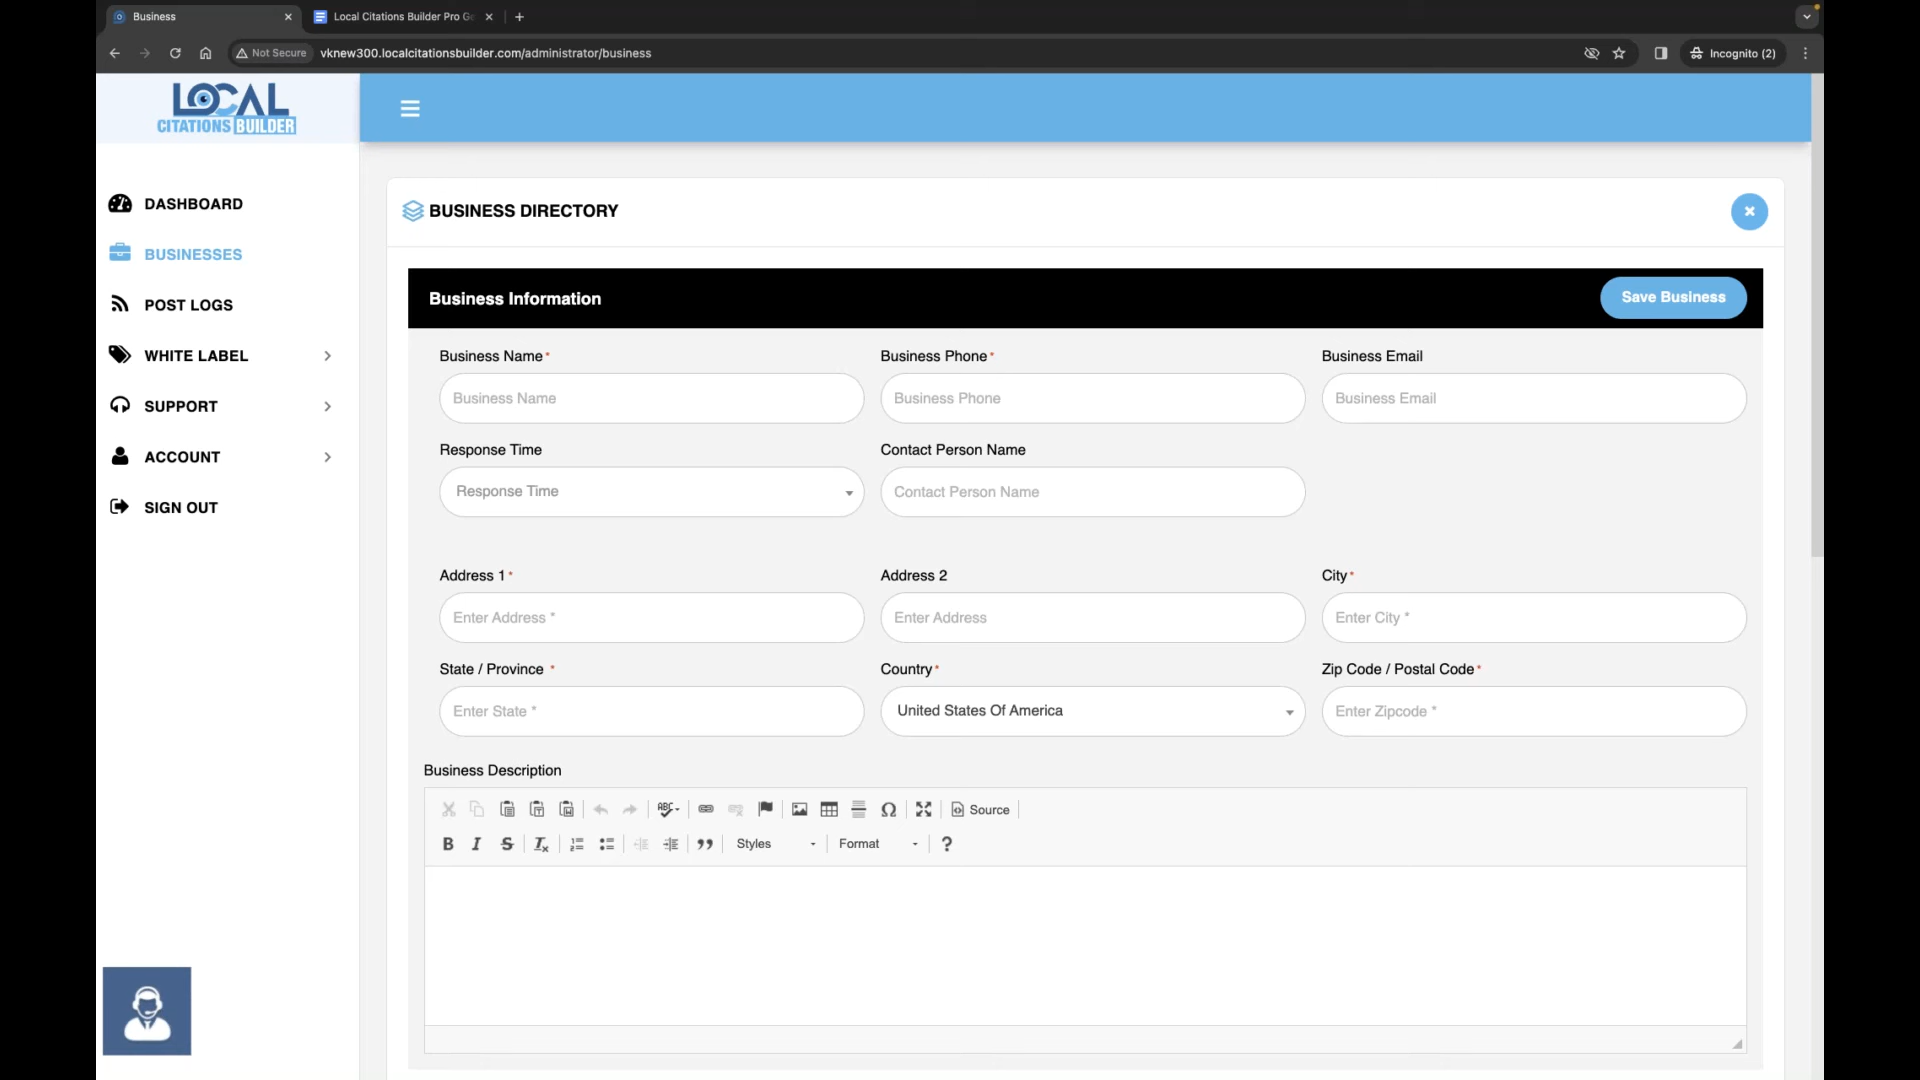 Business
Local Citations Builder Pro Ge
Not Secure
vknew300.localcitationsbuilder.com/administrator/business
Incognito (2)
LOCAL
CITATIONS BUILDER
DASHBOARD
BUSINESSES
POST LOGS
WHITE LABEL
SUPPORT
ACCOUNT
SIGN OUT
BUSINESS DIRECTORY
Business Information
Save Business
Business Name* Business Phone* Business Email
Business Name Business Phone Business Email
Response Time Contact Person Name
Response Time Contact Person Name
Address 1* Address 2 City*
Enter Address * Enter Address Enter City *
State / Province * Country* Zip Code / Postal Code*
Enter State * United States Of America Enter Zipcode *
Business Description
ABC Ω Source
B I S Tx Styles Format ?